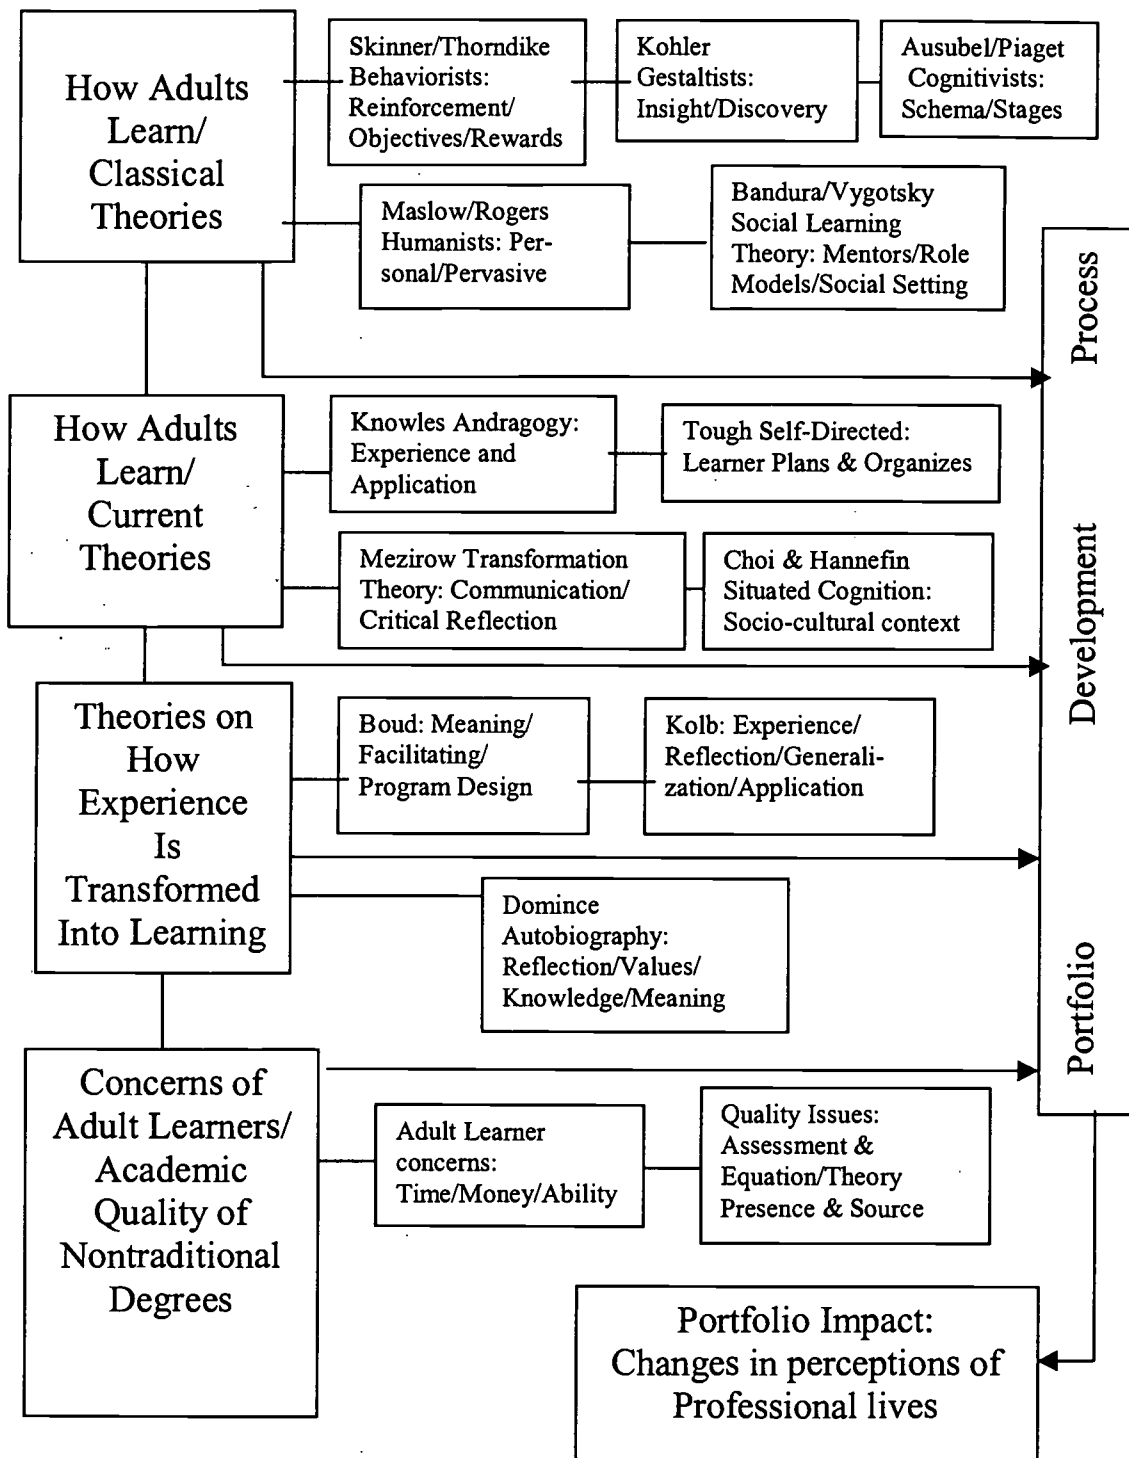 How Adults
Learn/
Classical
Theories
Skinner/Thorndike
Behaviorists:
Reinforcement/
Objectives/Rewards
Kohler
Gestaltists:
Insight/Discovery
Ausubel/Piaget
Cognitivists:
Schema/Stages
Maslow/Rogers
Humanists: Per-
sonal/Pervasive
Bandura/Vygotsky
Social Learning
Theory: Mentors/Role
Models/Social Setting
How Adults
Learn/
Current
Theories
Knowles Andragogy:
Experience and
Application
Tough Self-Directed:
Learner Plans & Organizes
Mezirow Transformation
Theory: Communication/
Critical Reflection
Choi & Hannefin
Situated Cognition:
Socio-cultural context
Theories on
How
Experience
Is
Transformed
Into Learning
Boud: Meaning/
Facilitating/
Program Design
Kolb: Experience/
Reflection/Generali-
zation/Application
Domince
Autobiography:
Reflection/Values/
Knowledge/Meaning
Concerns of
Adult Learners/
Academic
Quality of
Nontraditional
Degrees
Adult Learner
concerns:
Time/Money/Ability
Quality Issues:
Assessment &
Equation/Theory
Presence & Source
Portfolio Development Process
Portfolio Impact:
Changes in perceptions of
Professional lives